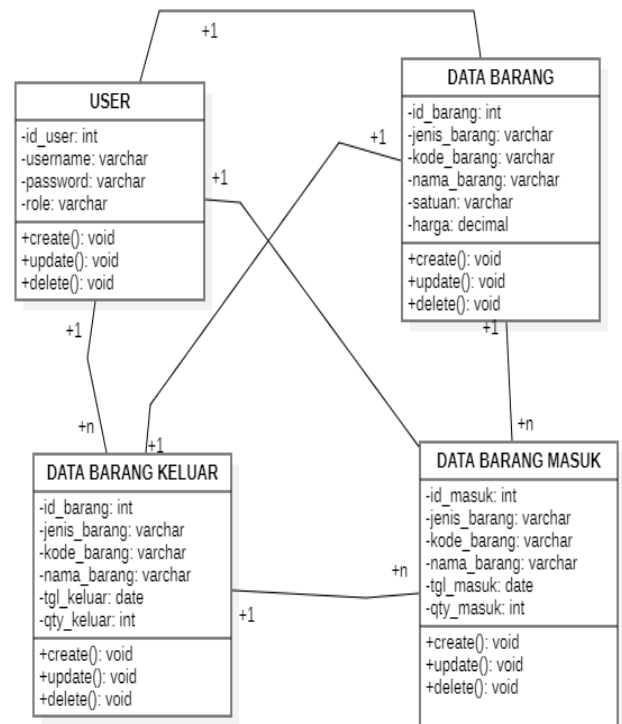 +1
USER
-id_user: int
-username: varchar
-password: varchar
-role: varchar
+create(): void
+update(): void
+delete(): void
DATA BARANG
-id_barang: int
-jenis_barang: varchar
-kode_barang: varchar
-nama_barang: varchar
-satuan: varchar
-harga: decimal
+create(): void
+update(): void
+delete(): void
+1
+1
+1
+1
+n
+n
+1
DATA BARANG KELUAR
-id_barang: int
-jenis_barang: varchar
-kode_barang: varchar
-nama_barang: varchar
-tgl_keluar: date
-qty_keluar: int
+create(): void
+update(): void
+delete(): void
DATA BARANG MASUK
-id_masuk: int
-jenis_barang: varchar
-kode_barang: varchar
-nama_barang: varchar
-tgl_masuk: date
-qty_masuk: int
+create(): void
+update(): void
+delete(): void
+n
+1